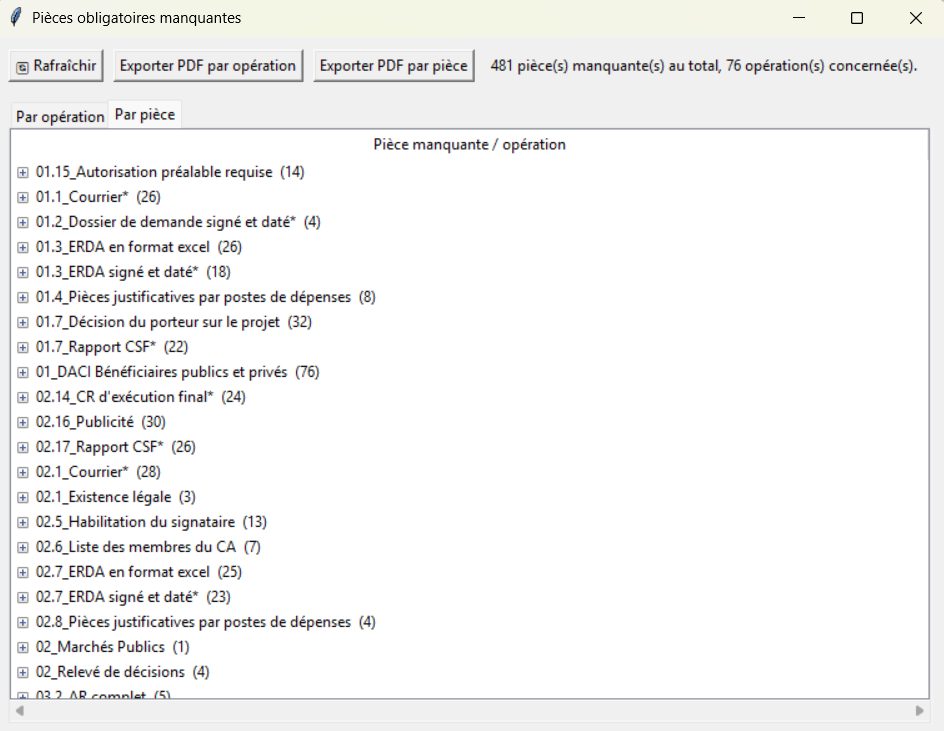 Pièces obligatoires manquantes
Rafraîchir Exporter PDF par opération Exporter PDF par pièce 481 pièce(s) manquante(s) au total, 76 opération(s) concernée(s).
Par opération Par pièce
Pièce manquante / opération
01.15_Autorisation préalable requise (14)
01.1_Courrier* (26)
01.2_Dossier de demande signé et daté* (4)
01.3_ERDA en format excel (26)
01.3_ERDA signé et daté* (18)
01.4_Pièces justificatives par postes de dépenses (8)
01.7_Décision du porteur sur le projet (32)
01.7_Rapport CSF* (22)
01_DACI Bénéficiaires publics et privés (76)
02.14_CR d'exécution final* (24)
02.16_Publicité (30)
02.17_Rapport CSF* (26)
02.1_Courrier* (28)
02.1_Existence légale (3)
02.5_Habilitation du signataire (13)
02.6_Liste des membres du CA (7)
02.7_ERDA en format excel (25)
02.7_ERDA signé et daté* (23)
02.8_Pièces justificatives par postes de dépenses (4)
02_Marchés Publics (1)
02_Relevé de décisions (4)
03.2_AR complet (5)